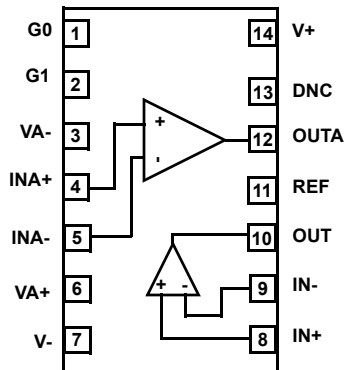 G0 1 14 V+
G1 2 13 DNC
VA- 3 12 OUTA
INA+ 4 11 REF
INA- 5 10 OUT
VA+ 6 9 IN-
V- 7 8 IN+
+
-
+ -